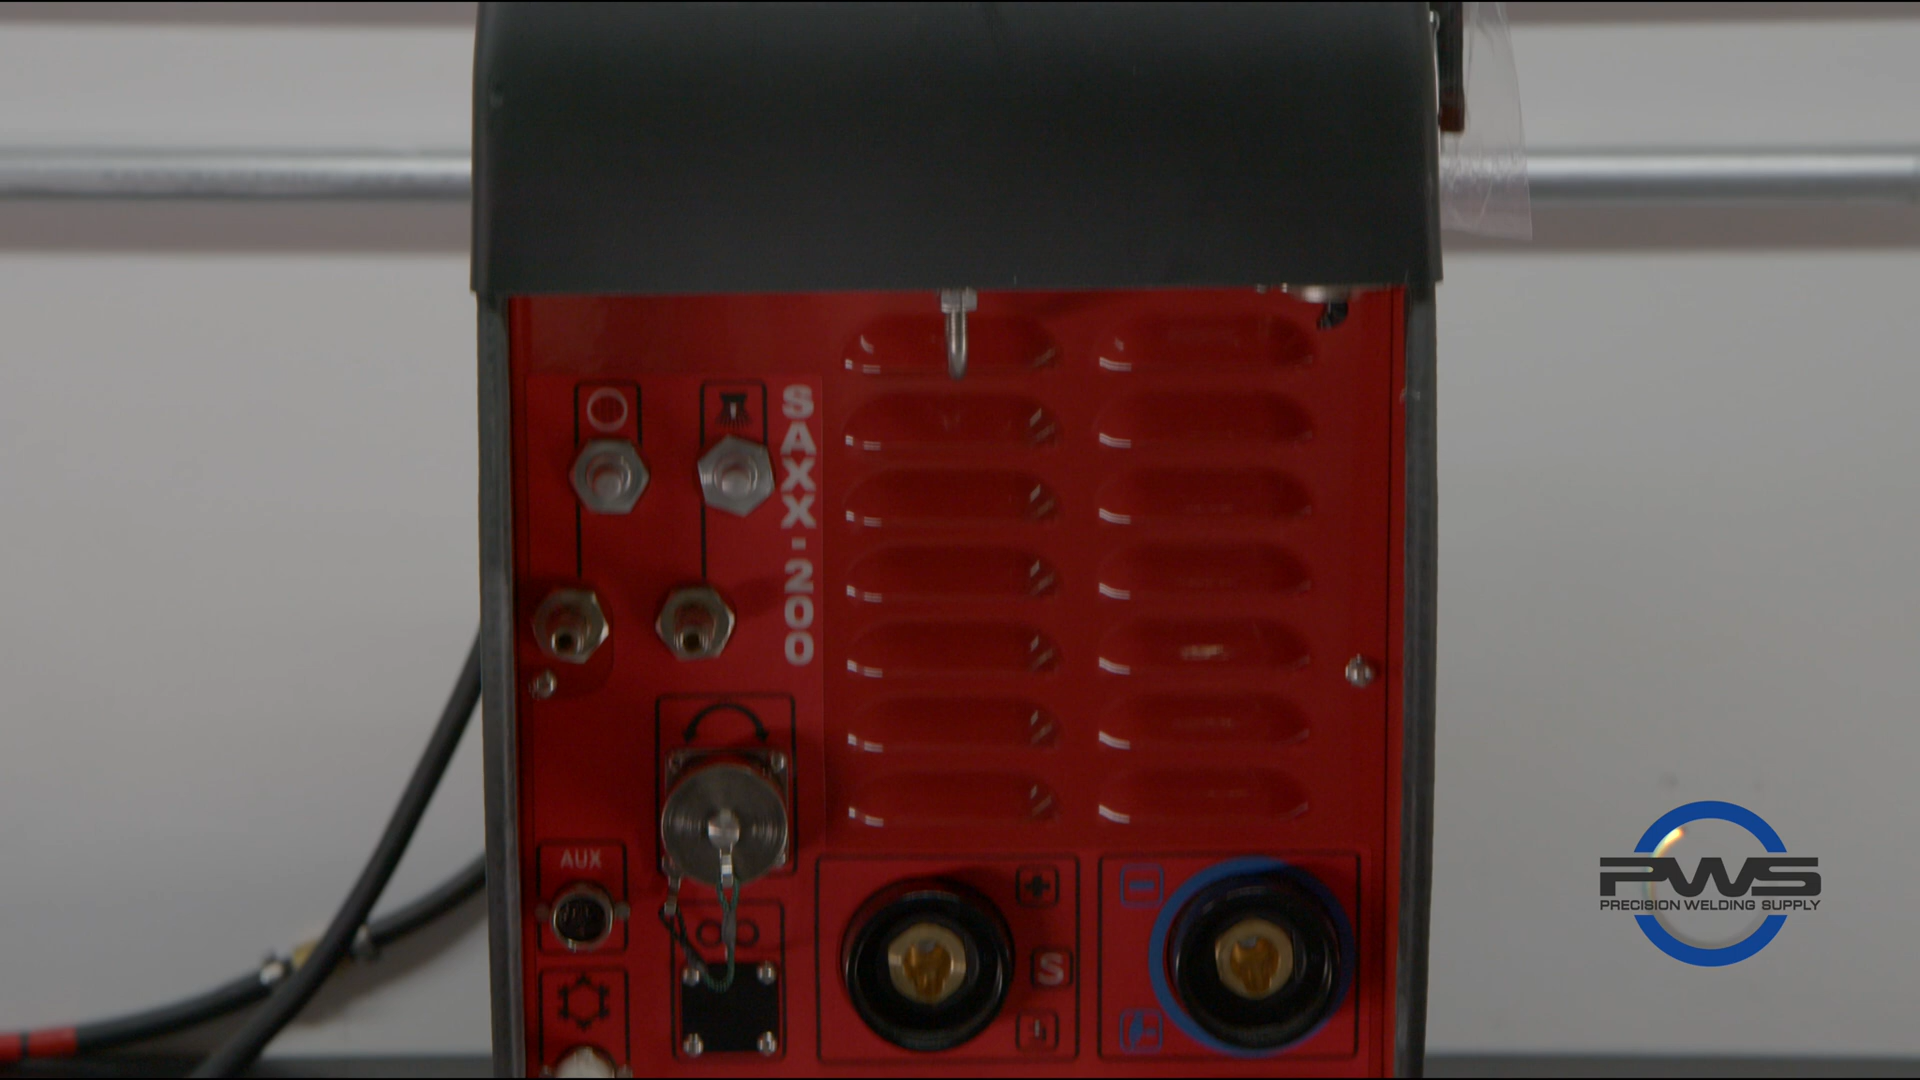 SAXX-200
AUX
+
-
S
PWS
PRECISION WELDING SUPPLY